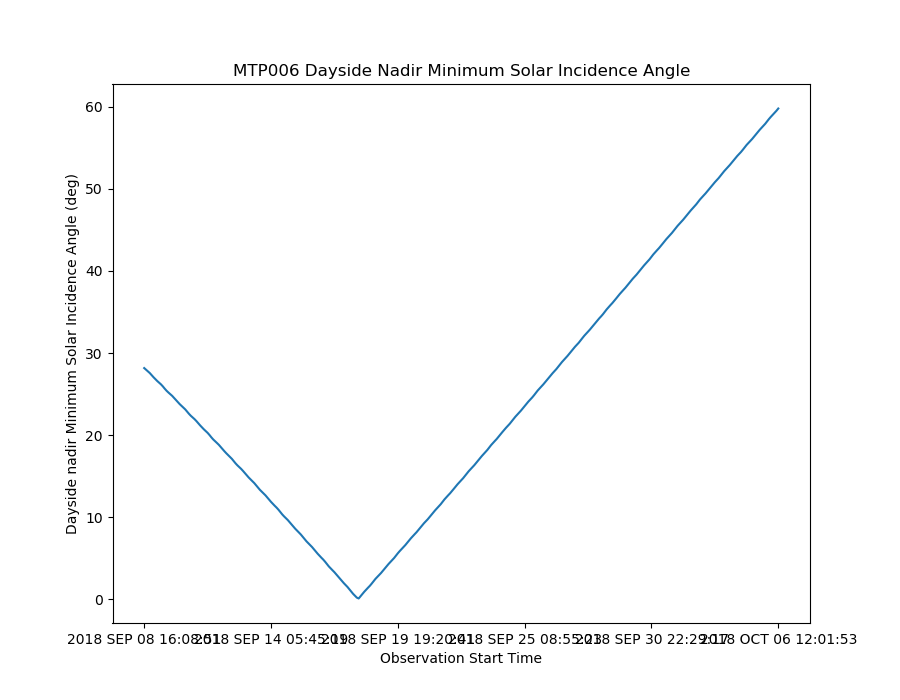 MTP006 Dayside Nadir Minimum Solar Incidence Angle
Dayside nadir Minimum Solar Incidence Angle (deg)
60
50
40
30
20
10
0
2018 SEP 08 16:08:51
2018 SEP 14 05:45:19
2018 SEP 19 19:20:41
2018 SEP 25 08:55:23
2018 SEP 30 22:29:17
2018 OCT 06 12:01:53
Observation Start Time